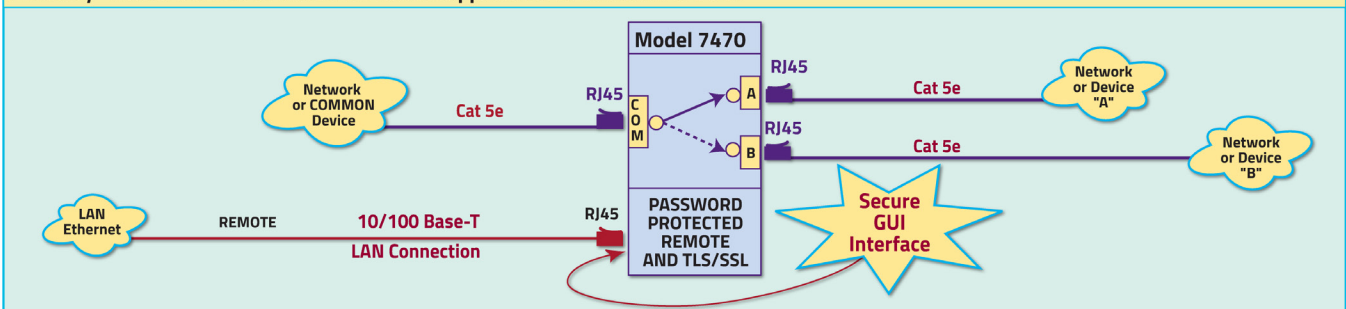 Model 7470
Network
or COMMON
Device
Cat 5e
RJ45
C
O
M
A
B
RJ45
Cat 5e
Network
or Device
"A"
RJ45
Cat 5e
Network
or Device
"B"
LAN
Ethernet
REMOTE
10/100 Base-T
LAN Connection
RJ45
PASSWORD
PROTECTED
REMOTE
AND TLS/SSL
Secure
GUI
Interface